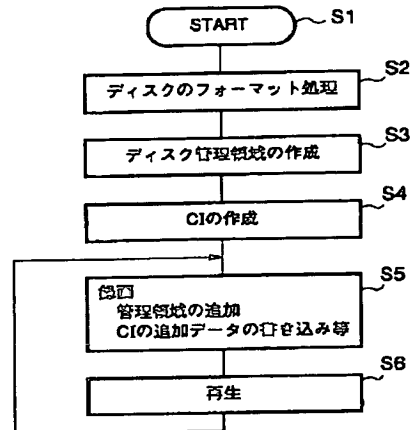 START
S1
S2
ディスクのフォーマット処理
S3
ディスク管理領域の作成
S4
CIの作成
S5
録画
管理領域の追加
CIの追加データの書き込み等
S6
再生